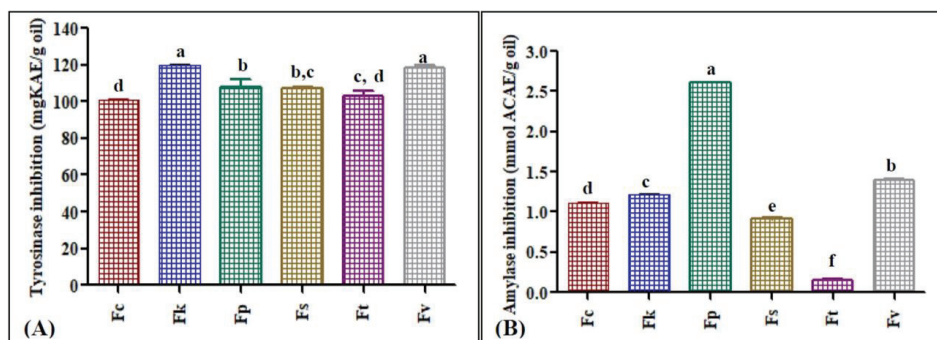 Tyrosinase inhibition (mgKAE/g oil)
140
120
100
80
60
40
20
0
d
a
b
b,c
c, d
a
Fc
Fk
Fp
Fs
Ft
Fv
(A)
Amylase inhibition (mmol ACAE/g oil)
3.0
2.5
2.0
1.5
1.0
0.5
0.0
d
c
a
e
f
b
Fc
Fk
Fp
Fs
Ft
Fv
(B)